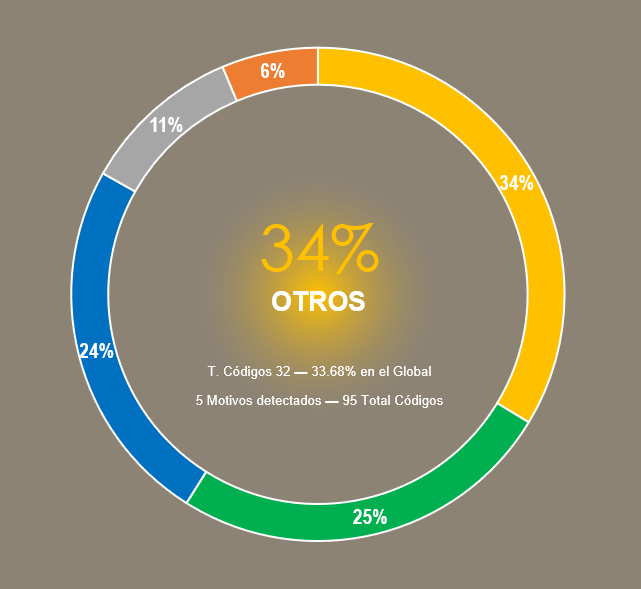 6%
11%
34%
34%
OTROS
24%
T. Códigos 32 — 33.68% en el Global
5 Motivos detectados — 95 Total Códigos
25%